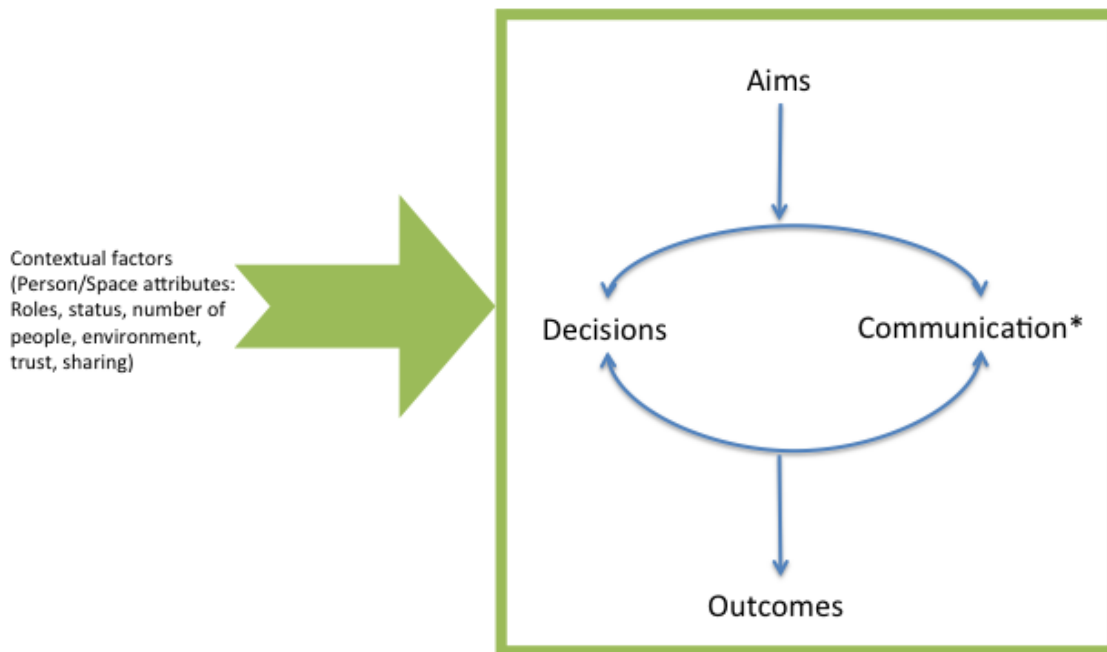 Aims
Contextual factors
(Person/Space attributes:
Roles, status, number of
people, environment,
trust, sharing)
Decisions
Communication*
Outcomes